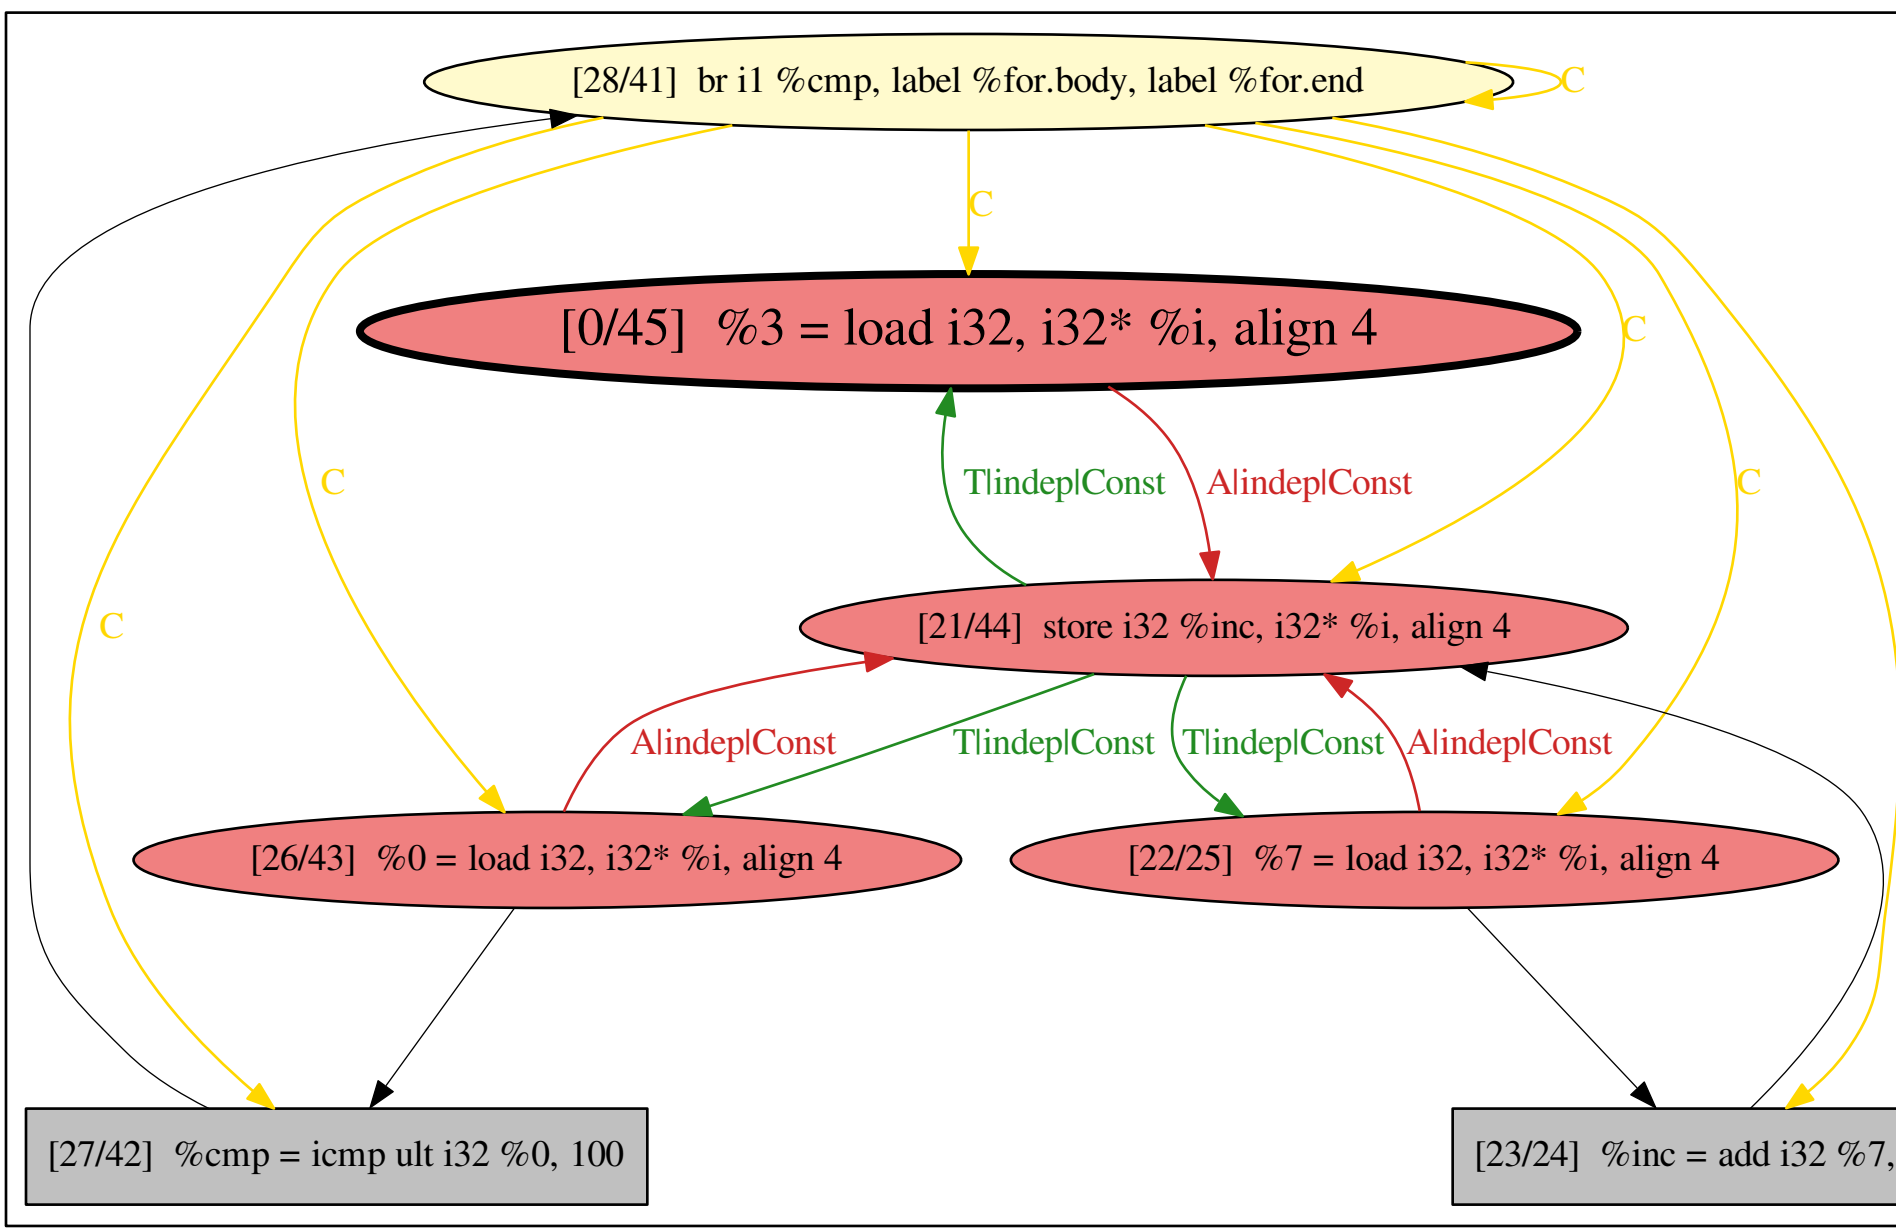 [28/41] br i1 %cmp, label %for.body, label %for.end
C
C
[0/45] %3 = load i32, i32* %i, align 4
C
C
T|indep|Const
A|indep|Const
C
C
[21/44] store i32 %inc, i32* %i, align 4
A|indep|Const
T|indep|Const
T|indep|Const
A|indep|Const
[26/43] %0 = load i32, i32* %i, align 4
[22/25] %7 = load i32, i32* %i, align 4
[27/42] %cmp = icmp ult i32 %0, 100
[23/24] %inc = add i32 %7,